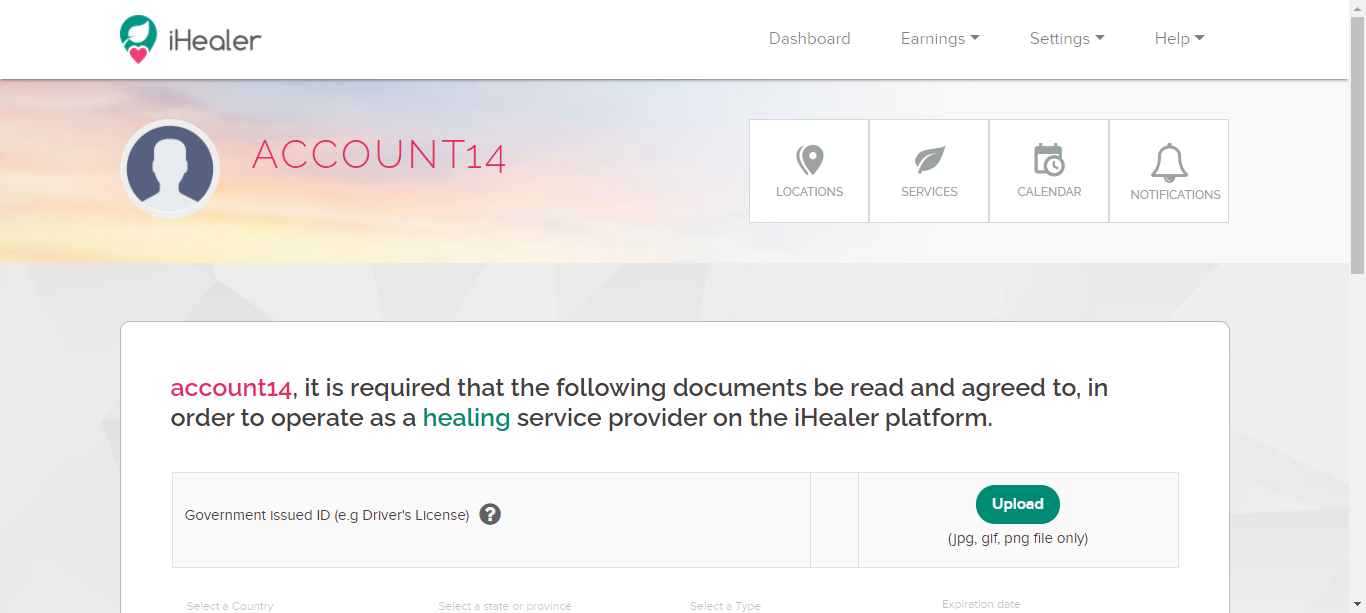 iHealer
Dashboard
Earnings
Settings
Help
ACCOUNT14
LOCATIONS
SERVICES
CALENDAR
NOTIFICATIONS
account14, it is required that the following documents be read and agreed to, in
order to operate as a healing service provider on the iHealer platform.
Government Issued ID (e.g Driver's License)
?
Upload
(jpg, gif, png file only)
Select a Country
Select a state or province
Select a Type
Expiration date